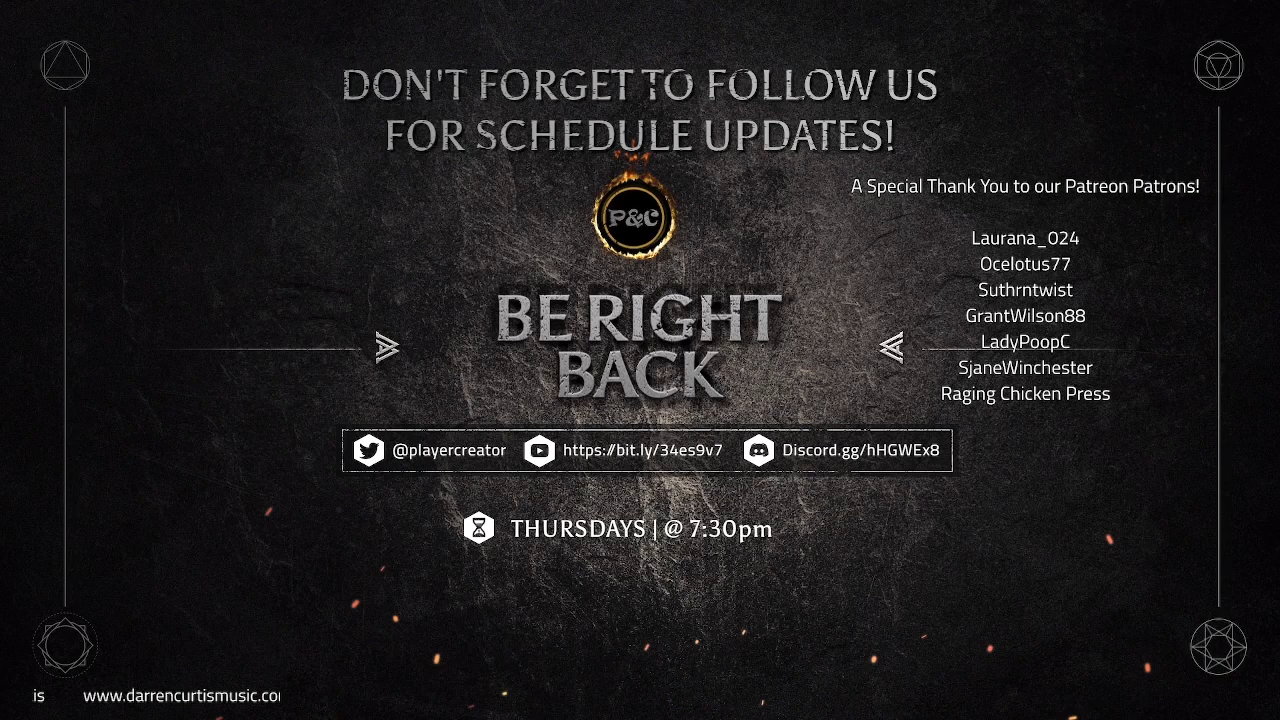 DON'T FORGET TO FOLLOW US
FOR SCHEDULE UPDATES!
P&C
A Special Thank You to our Patreon Patrons!
Laurana_024
Ocelotus77
Suthrntwist
GrantWilson88
LadyPoopC
SjaneWinchester
Raging Chicken Press
BE RIGHT
BACK
@playercreator https://bit.ly/34es9v7 Discord.gg/hHGWEx8
THURSDAYS | @ 7:30pm
is www.darrencurtismusic.co